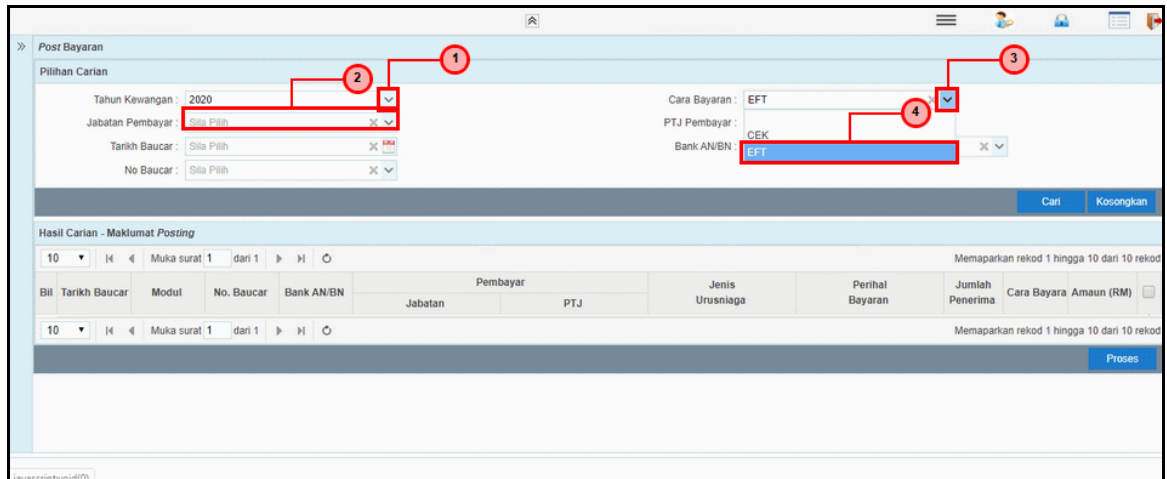 Post Bayaran
Pilihan Carian
1
2
3
4
Tahun Kewangan : 2020
Cara Bayaran : EFT
Jabatan Pembayar : Sila Pilih
PTJ Pembayar :
CEK
EFT
Tarikh Baucar : Sila Pilih
Bank AN/BN :
No Baucar : Sila Pilih
Cari Kosongkan
Hasil Carian - Maklumat Posting
10 Muka surat 1 dari 1 Memaparkan rekod 1 hingga 10 dari 10 rekod
Bil Tarikh Baucar Modul No. Baucar Bank AN/BN Pembayar Jabatan PTJ Jenis Urusniaga Perihal Bayaran Jumlah Penerima Cara Bayara Amaun (RM)
10 Muka surat 1 dari 1 Memaparkan rekod 1 hingga 10 dari 10 rekod
Proses
javascript:void(0)